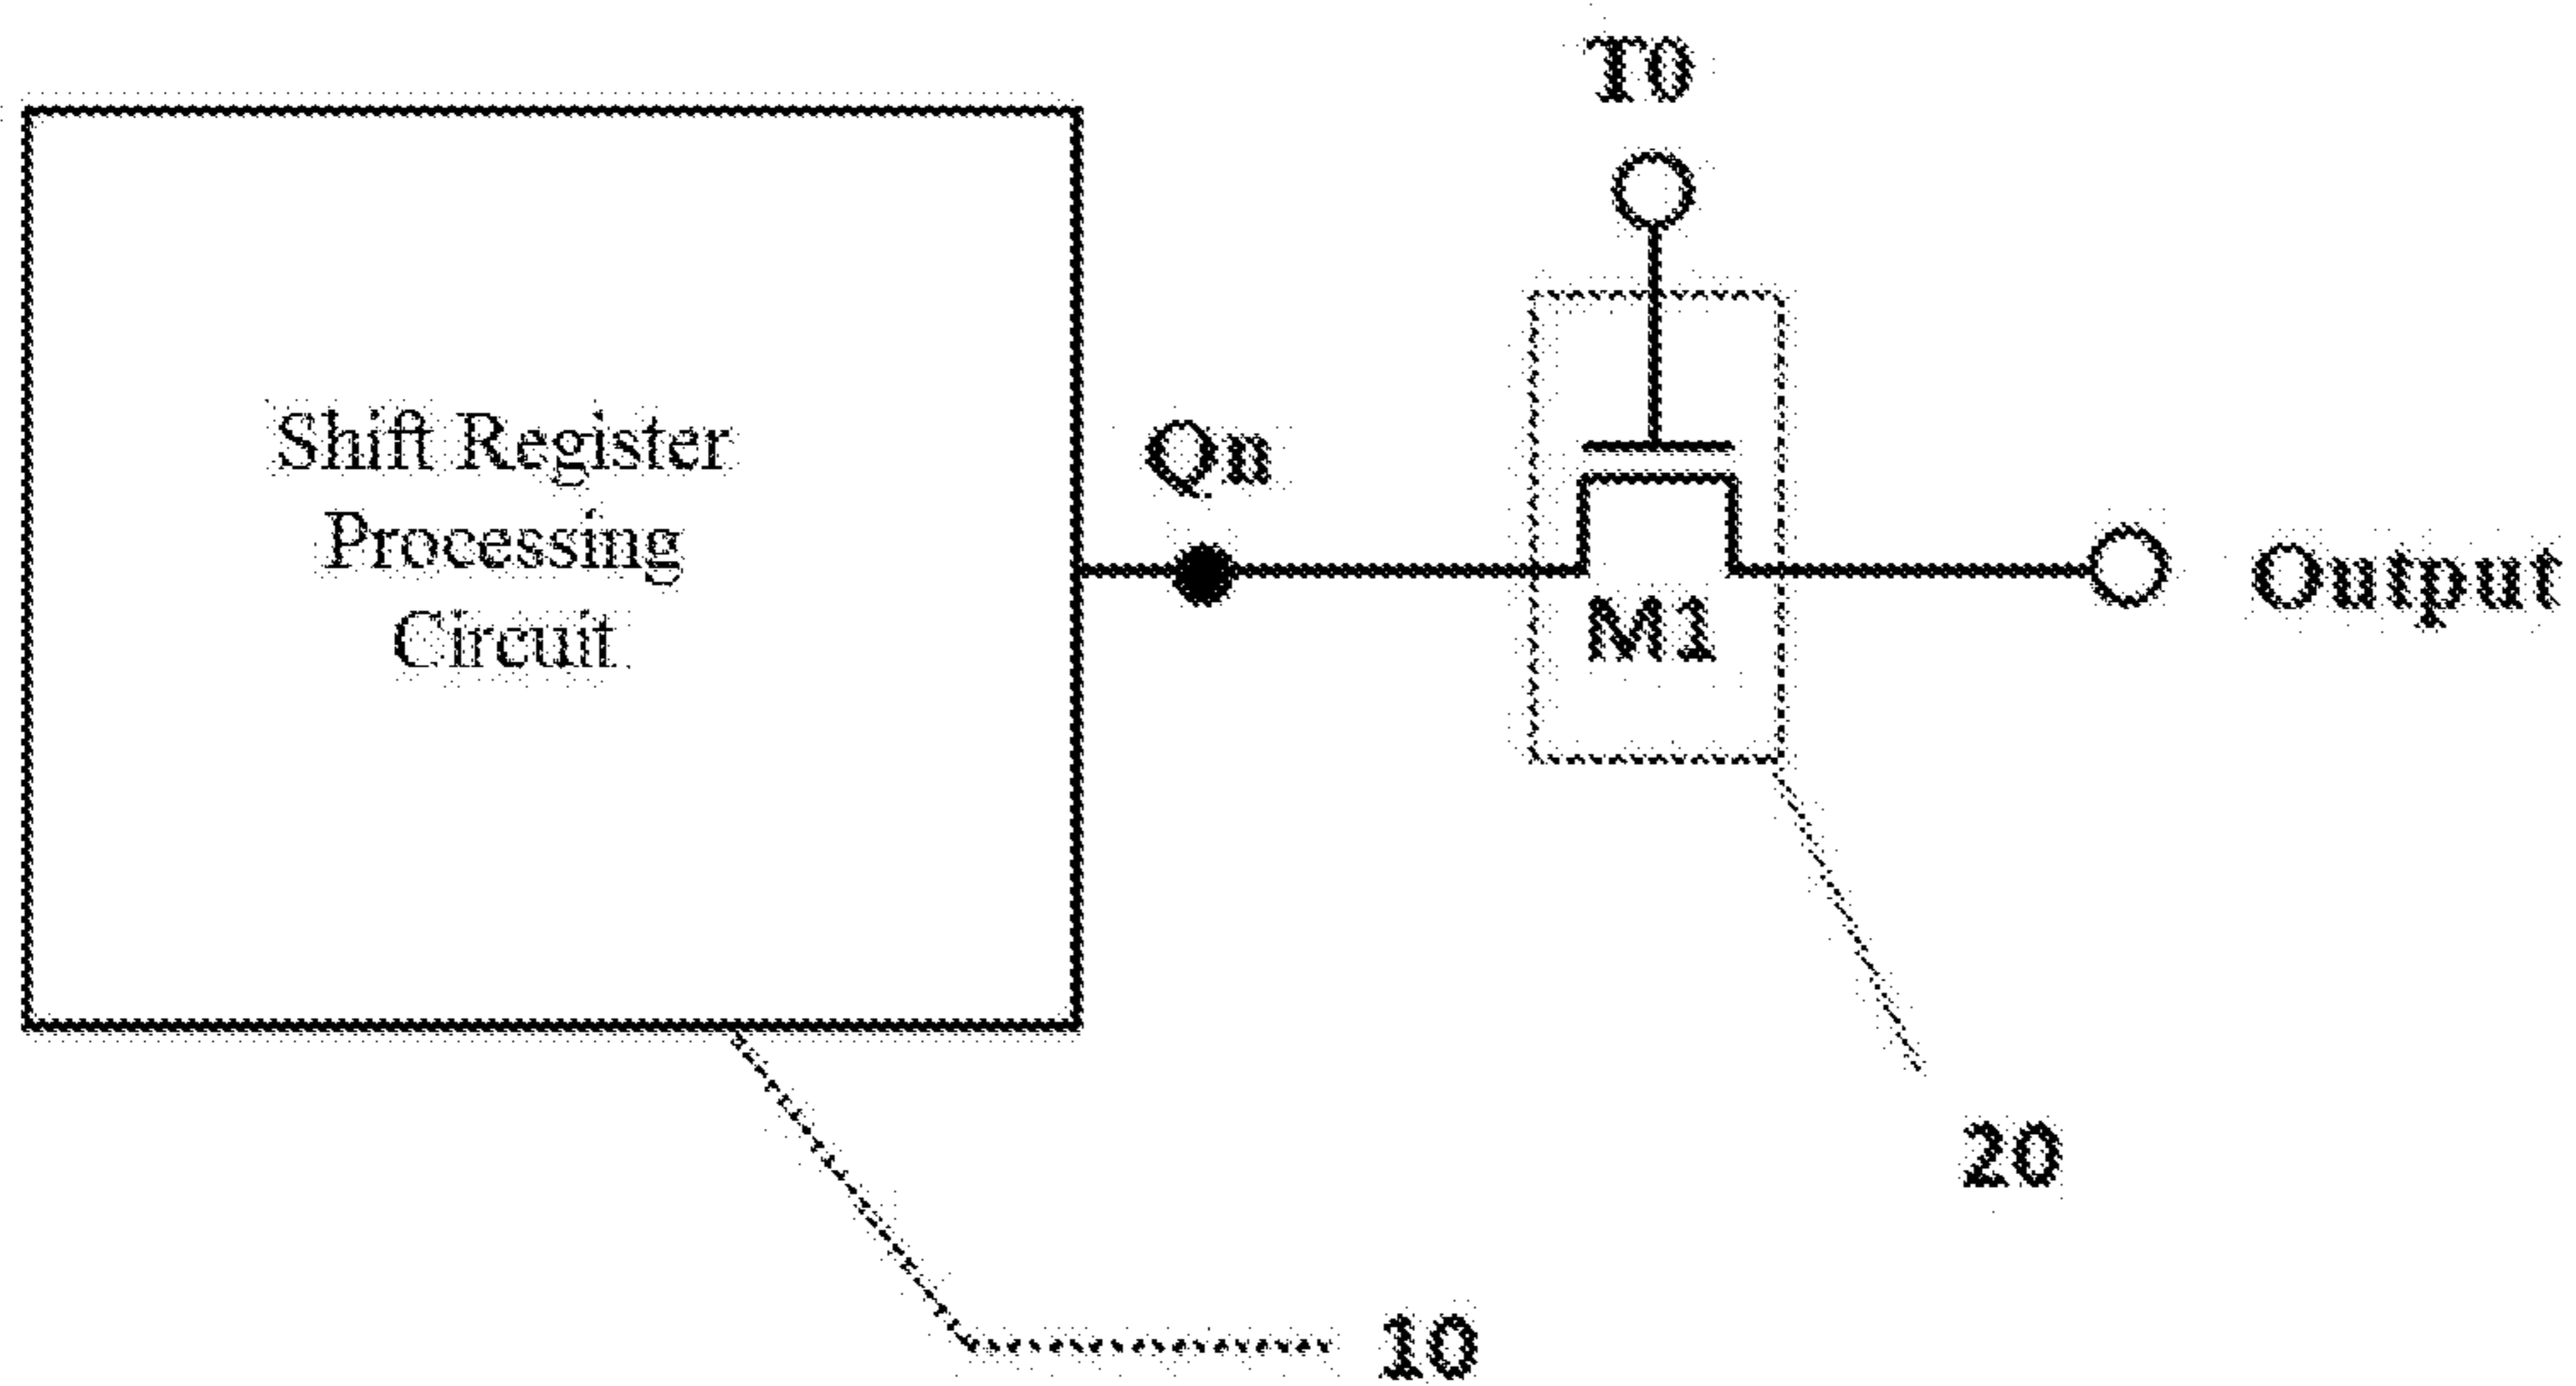 T0
Shift Register
Processing
Circuit
Qn
Output
M1
20
10